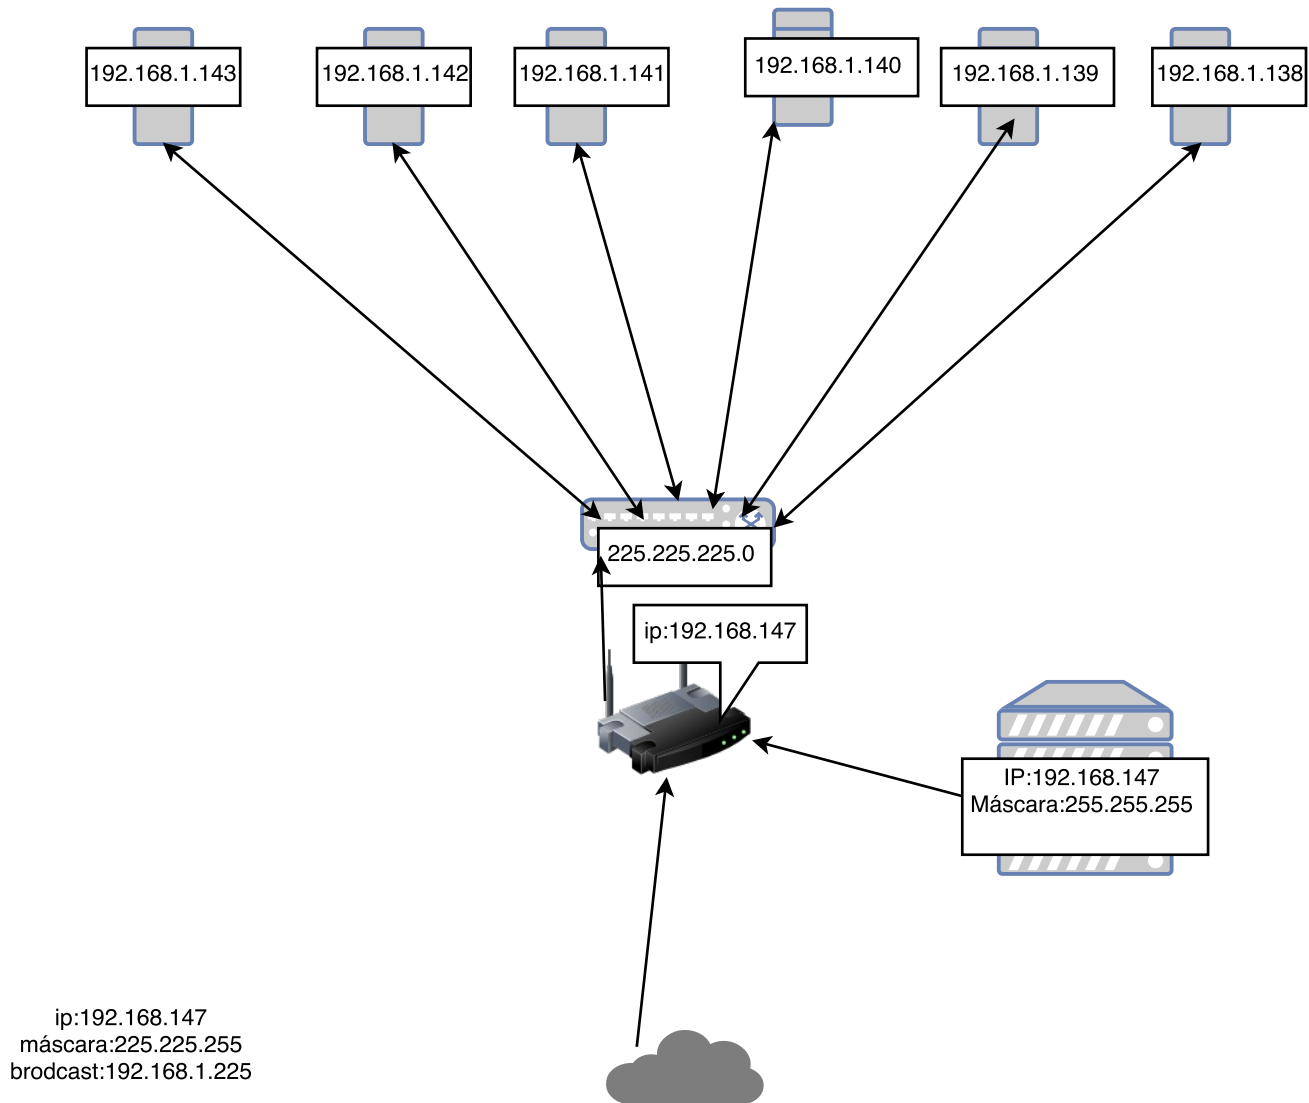 192.168.1.143
192.168.1.142
192.168.1.141
192.168.1.140
192.168.1.139
192.168.1.138
225.225.225.0
ip:192.168.147
IP:192.168.147
Máscara:255.255.255
ip:192.168.147
máscara:225.225.255
brodcast:192.168.1.225